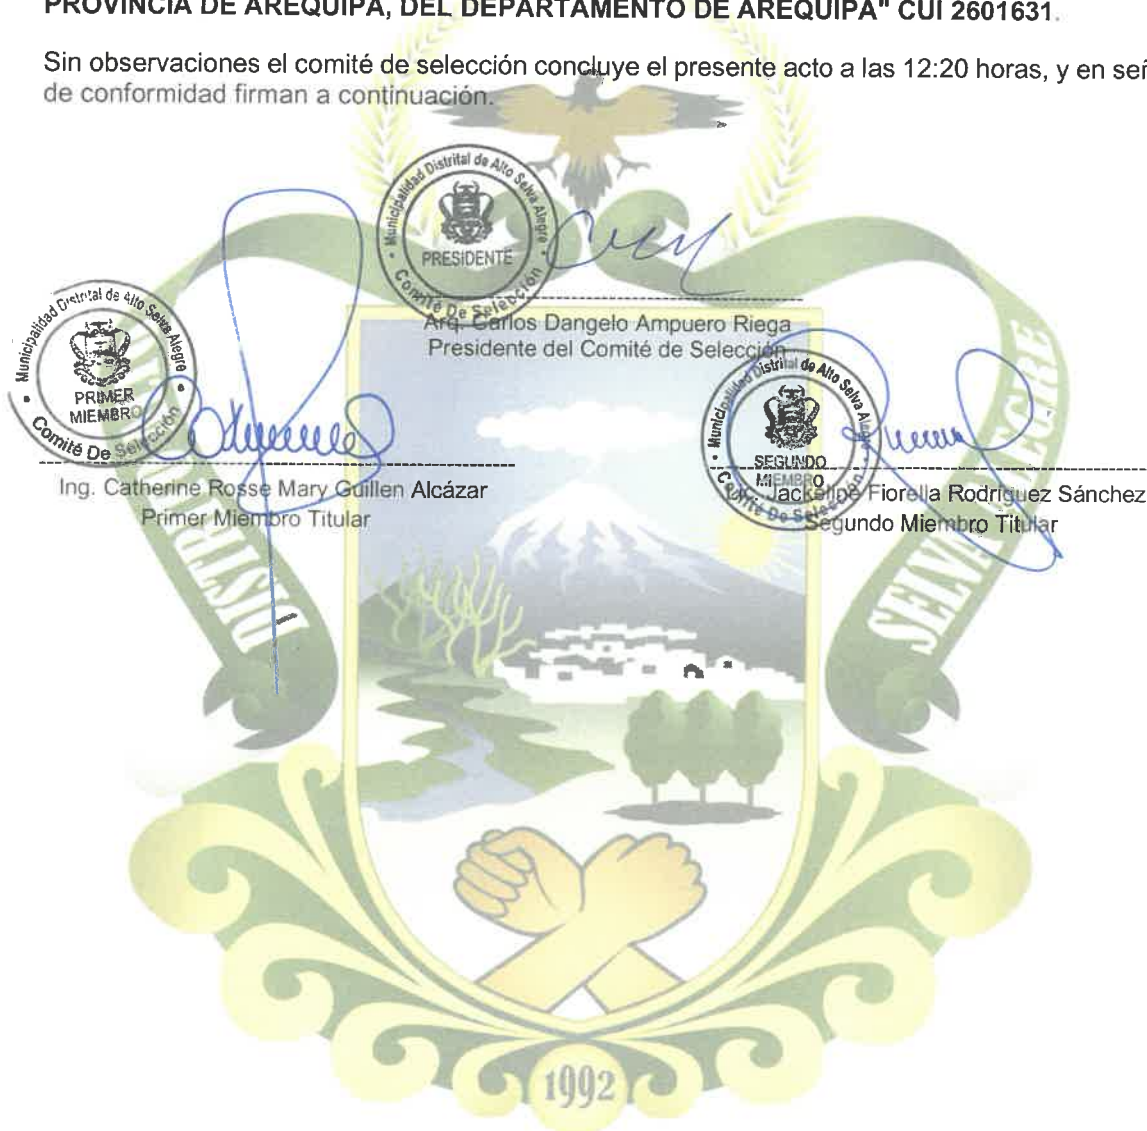 PROVINCIA DE AREQUIPA, DEL DEPARTAMENTO DE AREQUIPA" CUI 2601631.
Sin observaciones el comité de selección concluye el presente acto a las 12:20 horas, y en señ
de conformidad firman a continuación.
Municipalidad Distrital de Alto Selva Alegre
PRESIDENTE
Comité De Selección
Arq. Carlos Dangelo Ampuero Riega
Presidente del Comité de Selección
Municipalidad Distrital de Alto Selva Alegre
PRIMER
MIEMBRO
Comité De Selección
Ing. Catherine Rosse Mary Guillen Alcázar
Primer Miembro Titular
Municipalidad Distrital de Alto Selva Alegre
SEGUNDO
MIEMBRO
Comité De Selección
Jackeline Fiorella Rodriguez Sánchez
Segundo Miembro Titular
SELVA ALEGRE
1992